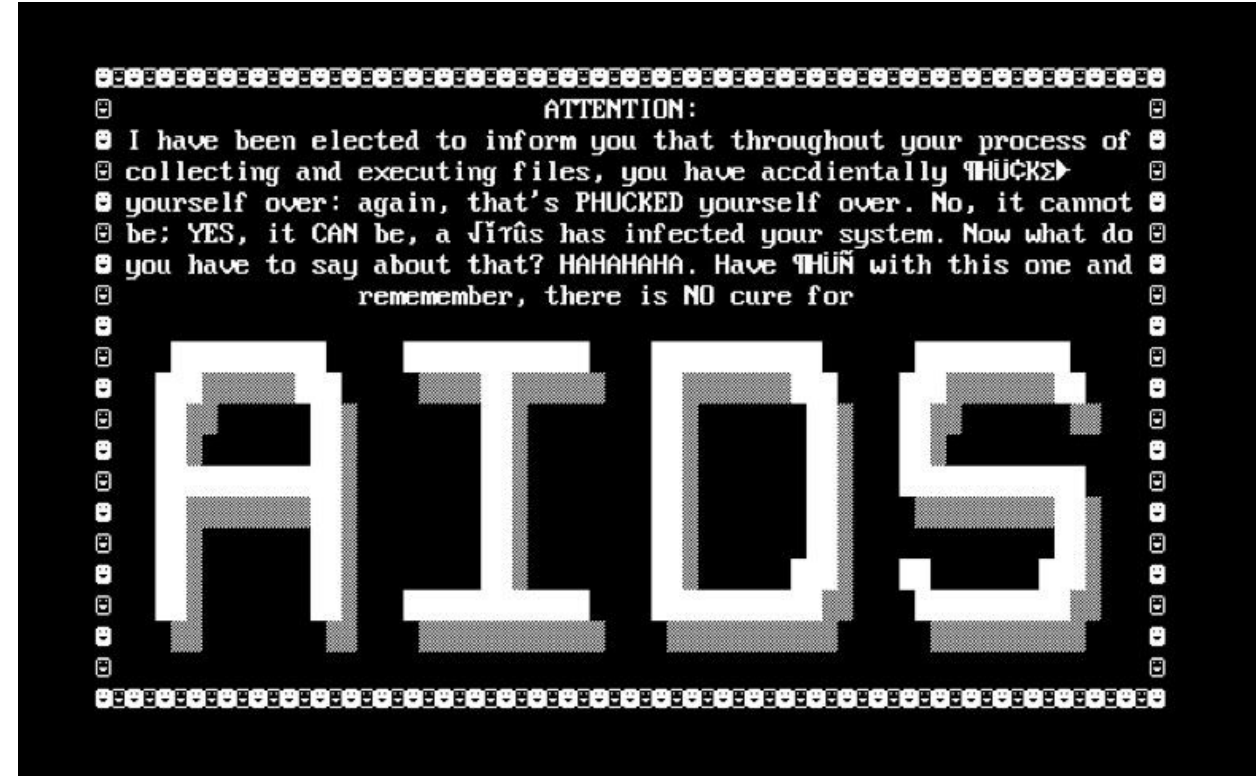 ATTENTION:
I have been elected to inform you that throughout your process of
collecting and executing files, you have accdientally ¶HÜ¢KΣ►
yourself over: again, that's PHUCKED yourself over. No, it cannot
be; YES, it CAN be, a √ï┌ûs has infected your system. Now what do
you have to say about that? HAHAHAHA. Have ¶HÜÑ with this one and
remember, there is NO cure for
AIDS